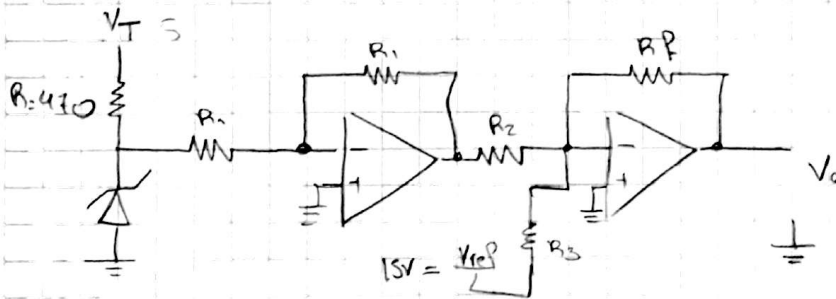 VT 5
R=470
R1
R1
R2
Rf
-
+
-
+
Vo
R3
15V = Vref